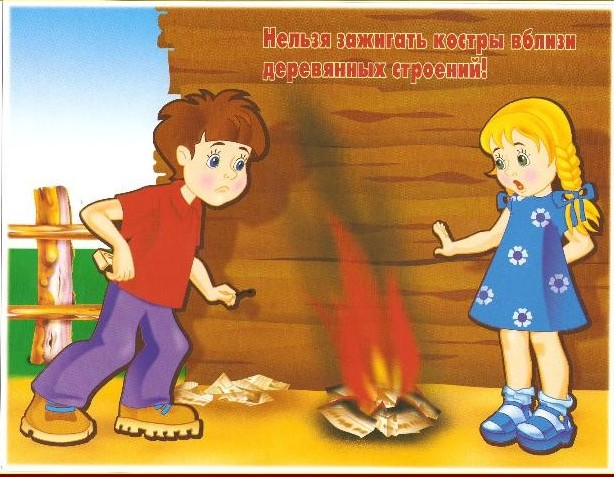 Нельзя зажигать костры вблизи
деревянных строений!